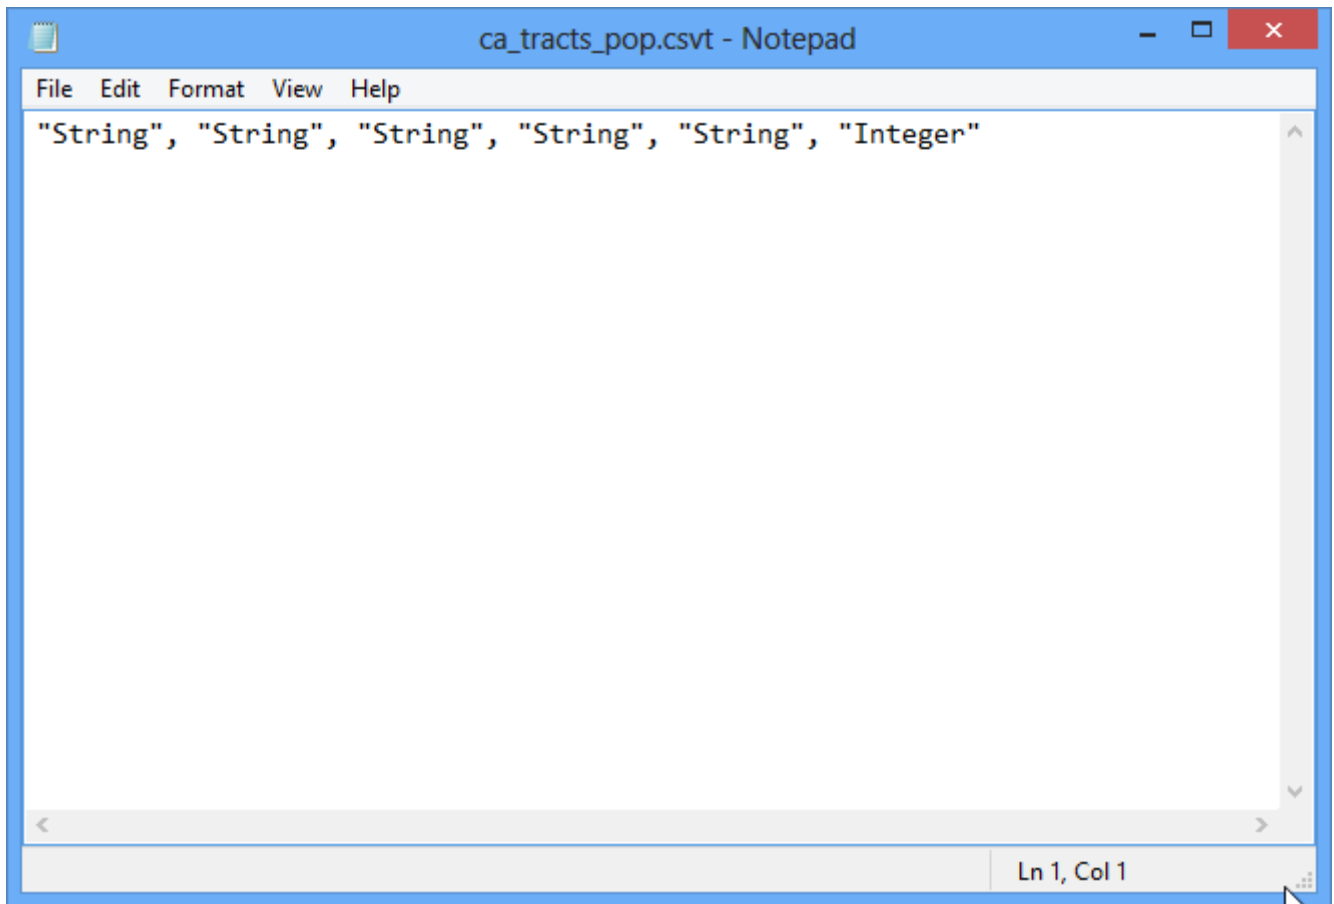 ca_tracts_pop.csvt - Notepad
File Edit Format View Help
"String", "String", "String", "String", "String", "Integer"
Ln 1, Col 1